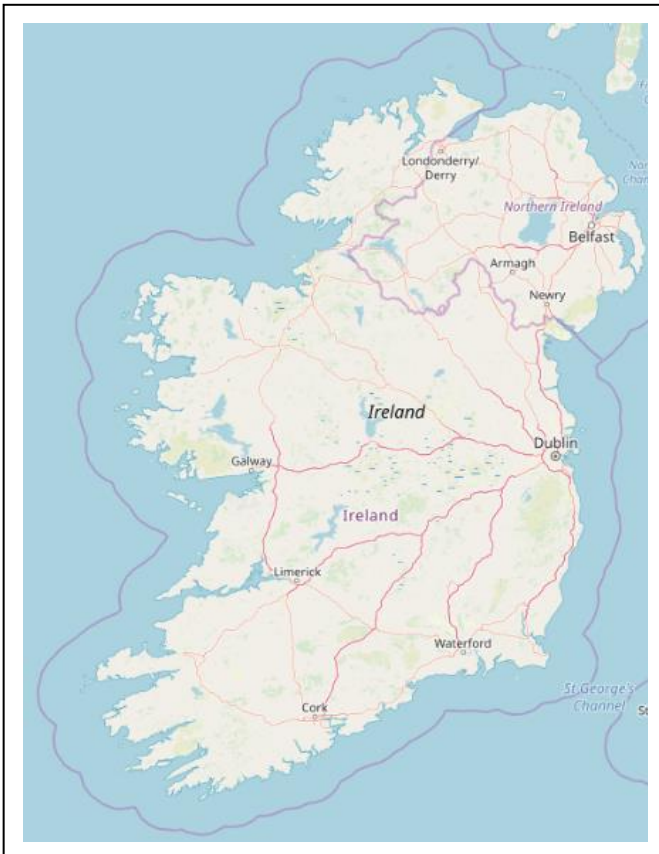 Londonderry/
Derry
Northern Ireland
Belfast
Armagh
Newry
Ireland
Dublin
Galway
Ireland
Limerick
Waterford
St George's
Channel
Cork